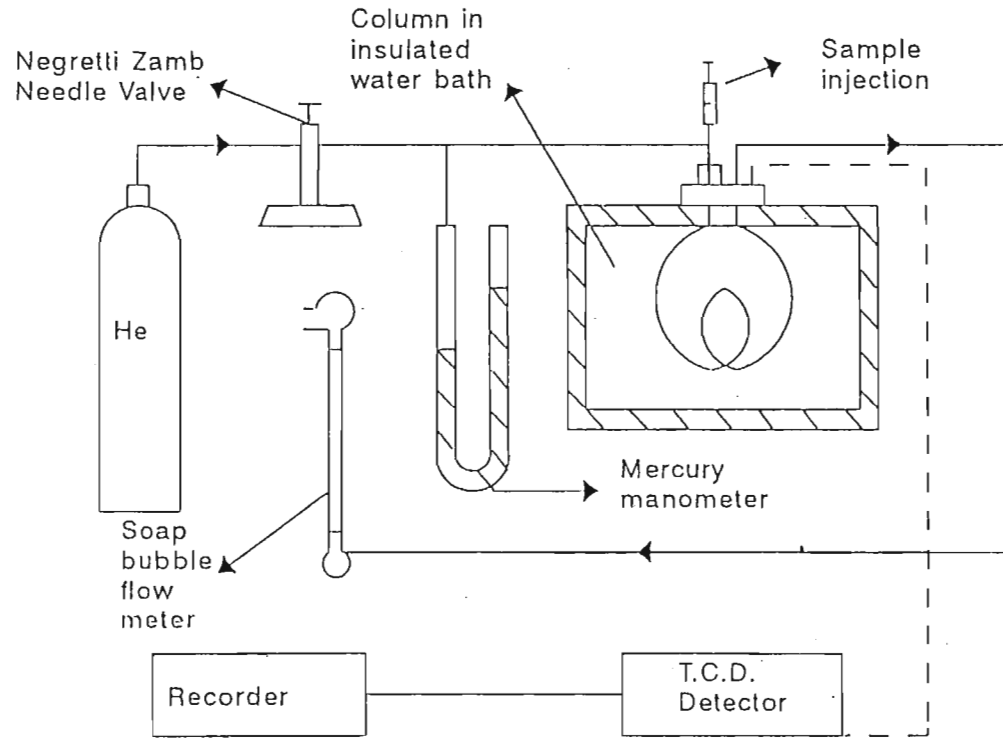 Negretti Zamb
Needle Valve
Column in
insulated
water bath
Sample
injection
He
Mercury
manometer
Soap
bubble
flow
meter
Recorder
T.C.D.
Detector